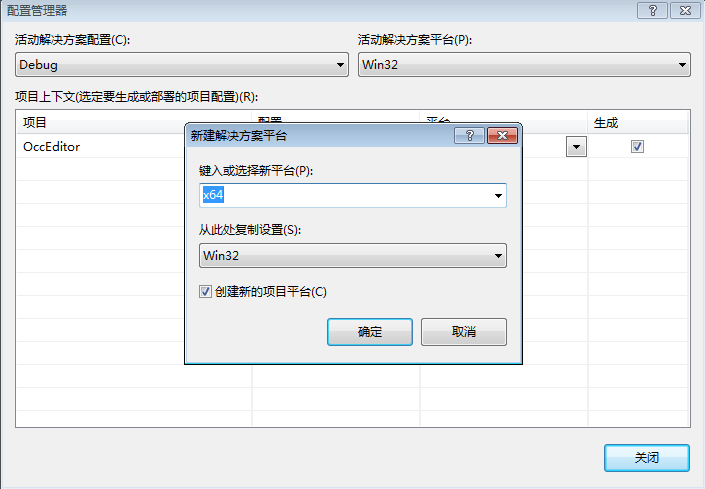 配置管理器
活动解决方案配置(C):
活动解决方案平台(P):
Debug
Win32
项目上下文(选定要生成或部署的项目配置)(R):
项目
配置
平台
生成
OccEditor
新建解决方案平台
键入或选择新平台(P):
x64
从此处复制设置(S):
Win32
创建新的项目平台(C)
确定
取消
关闭